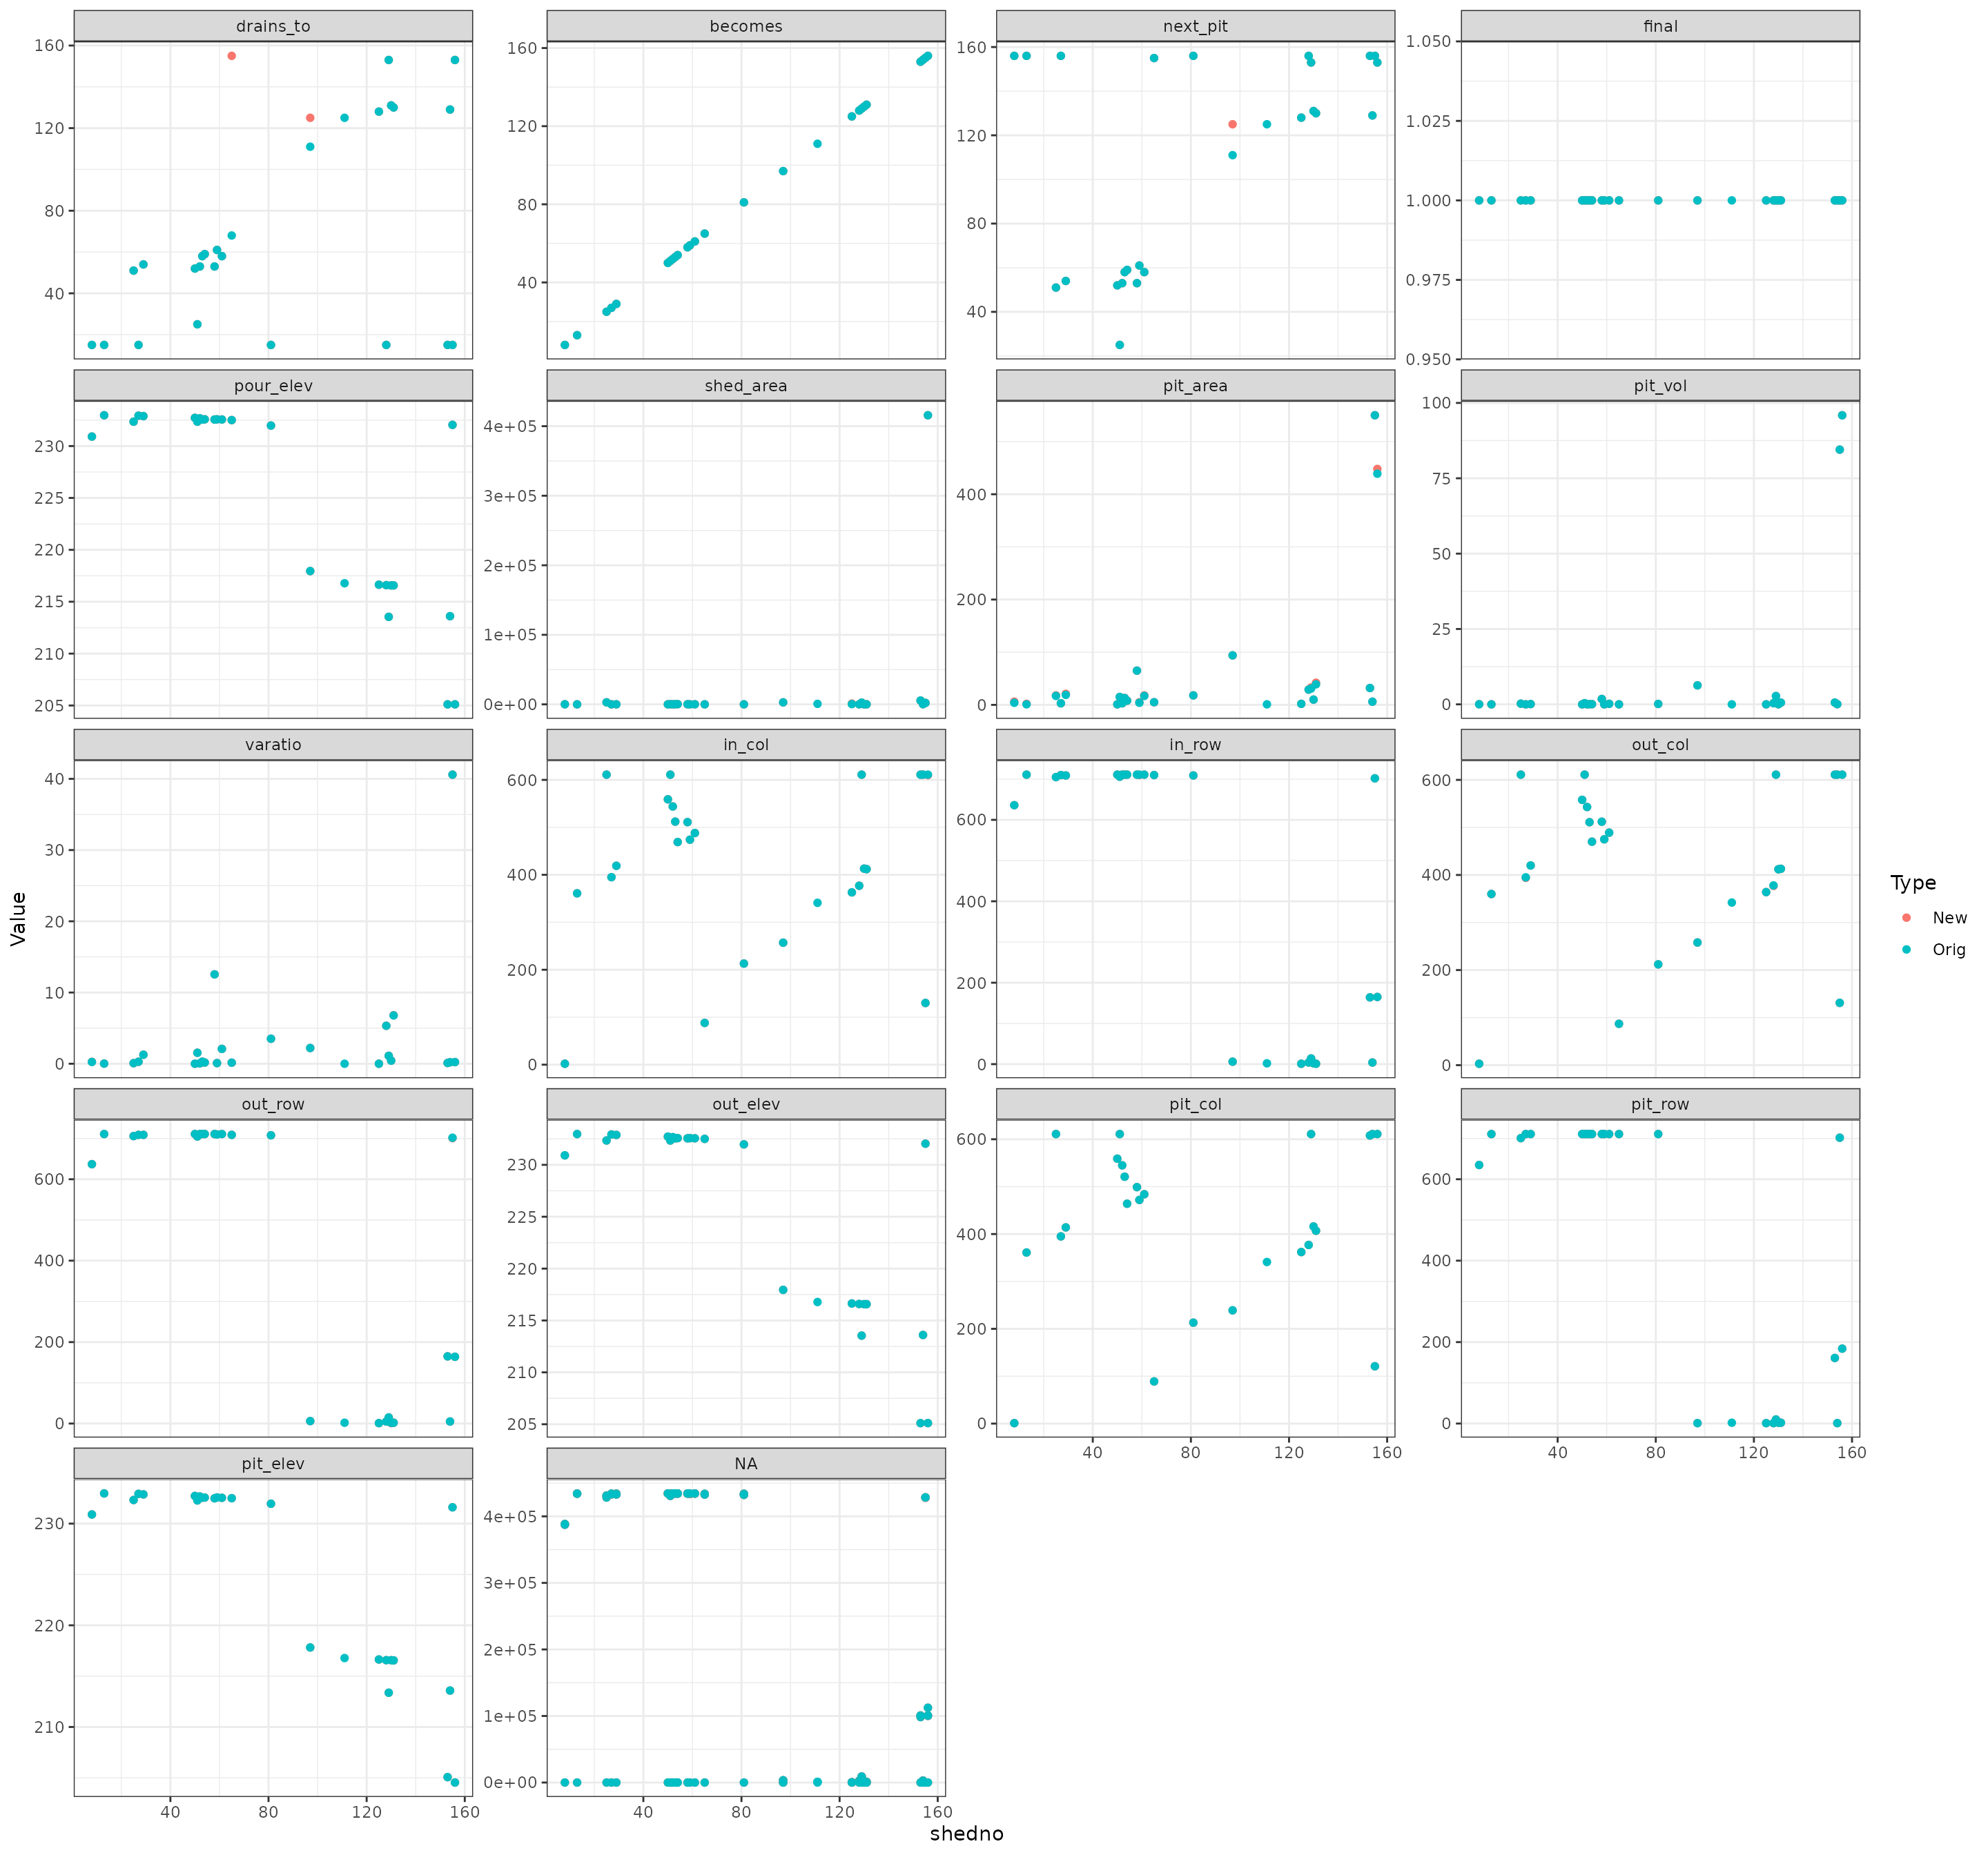 drains_to becomes next_pit final
160 160 160 1.050
120 120 120 1.025
80 80 80 1.000
40 40 40 0.975
0.950
pour_elev shed_area pit_area pit_vol
230 4e+05 400 100
225 3e+05 200 75
220 2e+05 0 50
215 1e+05 25
210 0e+00 0
205
varatio in_col in_row out_col
40 600 600 600
30 400 400 400
20 200 200 200
10 0 0 0
0
out_row out_elev pit_col pit_row
600 230 600 600
400 225 400 400
200 220 200 200
0 215 0 0
210
205
40 80 120 160 40 80 120 160
pit_elev NA
230 4e+05
220 3e+05
210 2e+05
1e+05
0e+00
40 80 120 160 40 80 120 160
shedno
Value
Type
New
Orig